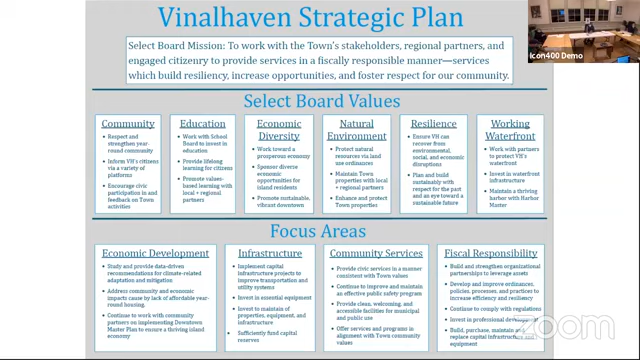 Vinalhaven Strategic Plan
Select Board Mission: To work with the Town's stakeholders, regional partners, and
engaged citizenry to provide services in a fiscally responsible manner—services
which build resiliency, increase opportunities, and foster respect for our community.
Select Board Values
Community
• Respect and
strengthen year-
round community
• Inform VH's citizens
via a variety of
platforms
• Encourage civic
participation in and
feedback on Town
activities
Education
• Work with School
Board to invest in
education
• Provide lifelong
learning for citizens
• Promote values-
based learning with
local + regional
partners
Economic
Diversity
• Work toward a
prosperous economy
• Sponsor diverse
economic
opportunities for
island residents
• Promote sustainable,
vibrant downtown
Natural
Environment
• Protect natural
resources via land
use ordinances
• Maintain Town
properties with local
+ regional partners
• Enhance and protect
Town properties
Resilience
• Ensure VH can
recover from
environmental,
social, and economic
disruptions
• Plan and build
sustainably with
respect for the past
and an eye toward a
sustainable future
Working
Waterfront
• Work with partners
to protect VH's
waterfront
• Invest in waterfront
infrastructure
• Maintain a thriving
harbor with Harbor
Master
Focus Areas
Economic Development
• Study and provide data-driven
recommendations for climate-related
adaptation and mitigation
• Address community and economic
impacts cause by lack of affordable year-
round housing.
• Continue to work with community
partners on implementing Downtown
Master Plan to ensure a thriving island
economy
Infrastructure
• Implement capital
infrastructure projects to
improve transportation and
utility systems
• Invest in essential equipment
• Invest to maintain of
properties, equipment, and
infrastructure
• Sufficiently fund capital
reserves
Community Services
• Provide civic services in a
manner consistent with
Town values
• Continue to improve and maintain
an effective public safety program
• Provide clean, welcoming, and
accessible facilities for municipal
and public use
• Offer services and programs in
alignment with Town community
values
Fiscal Responsibility
• Build and strengthen organizational
partnerships to leverage assets
• Develop and improve ordinances,
policies, processes, and practices to
increase efficiency and resiliency
• Continue to comply with regulations
• Invest in professional development
• Build, purchase, maintain and
replace capital infrastructure and
equipment
Icon400 Demo
zoom